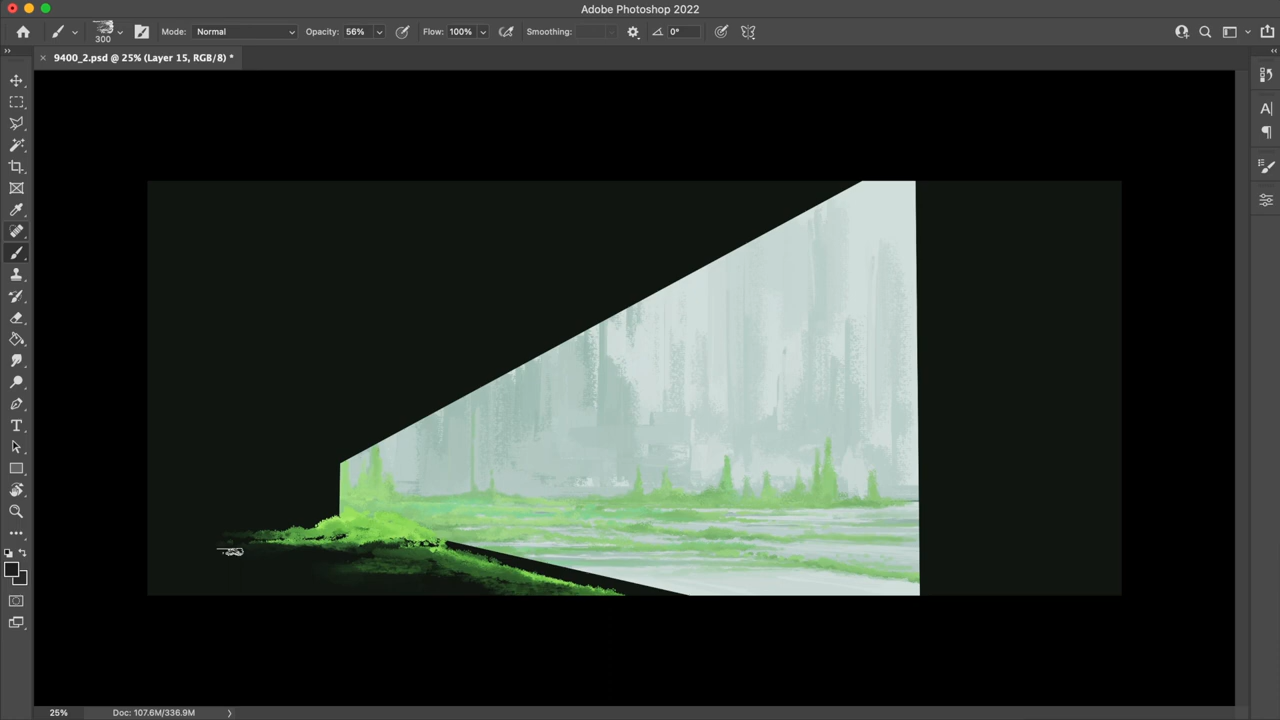 Adobe Photoshop 2022
300
Mode: Normal Opacity: 56% Flow: 100% Smoothing: 0°
× 9400_2.psd @ 25% (Layer 15, RGB/8) *
25% Doc: 107.6M/336.9M